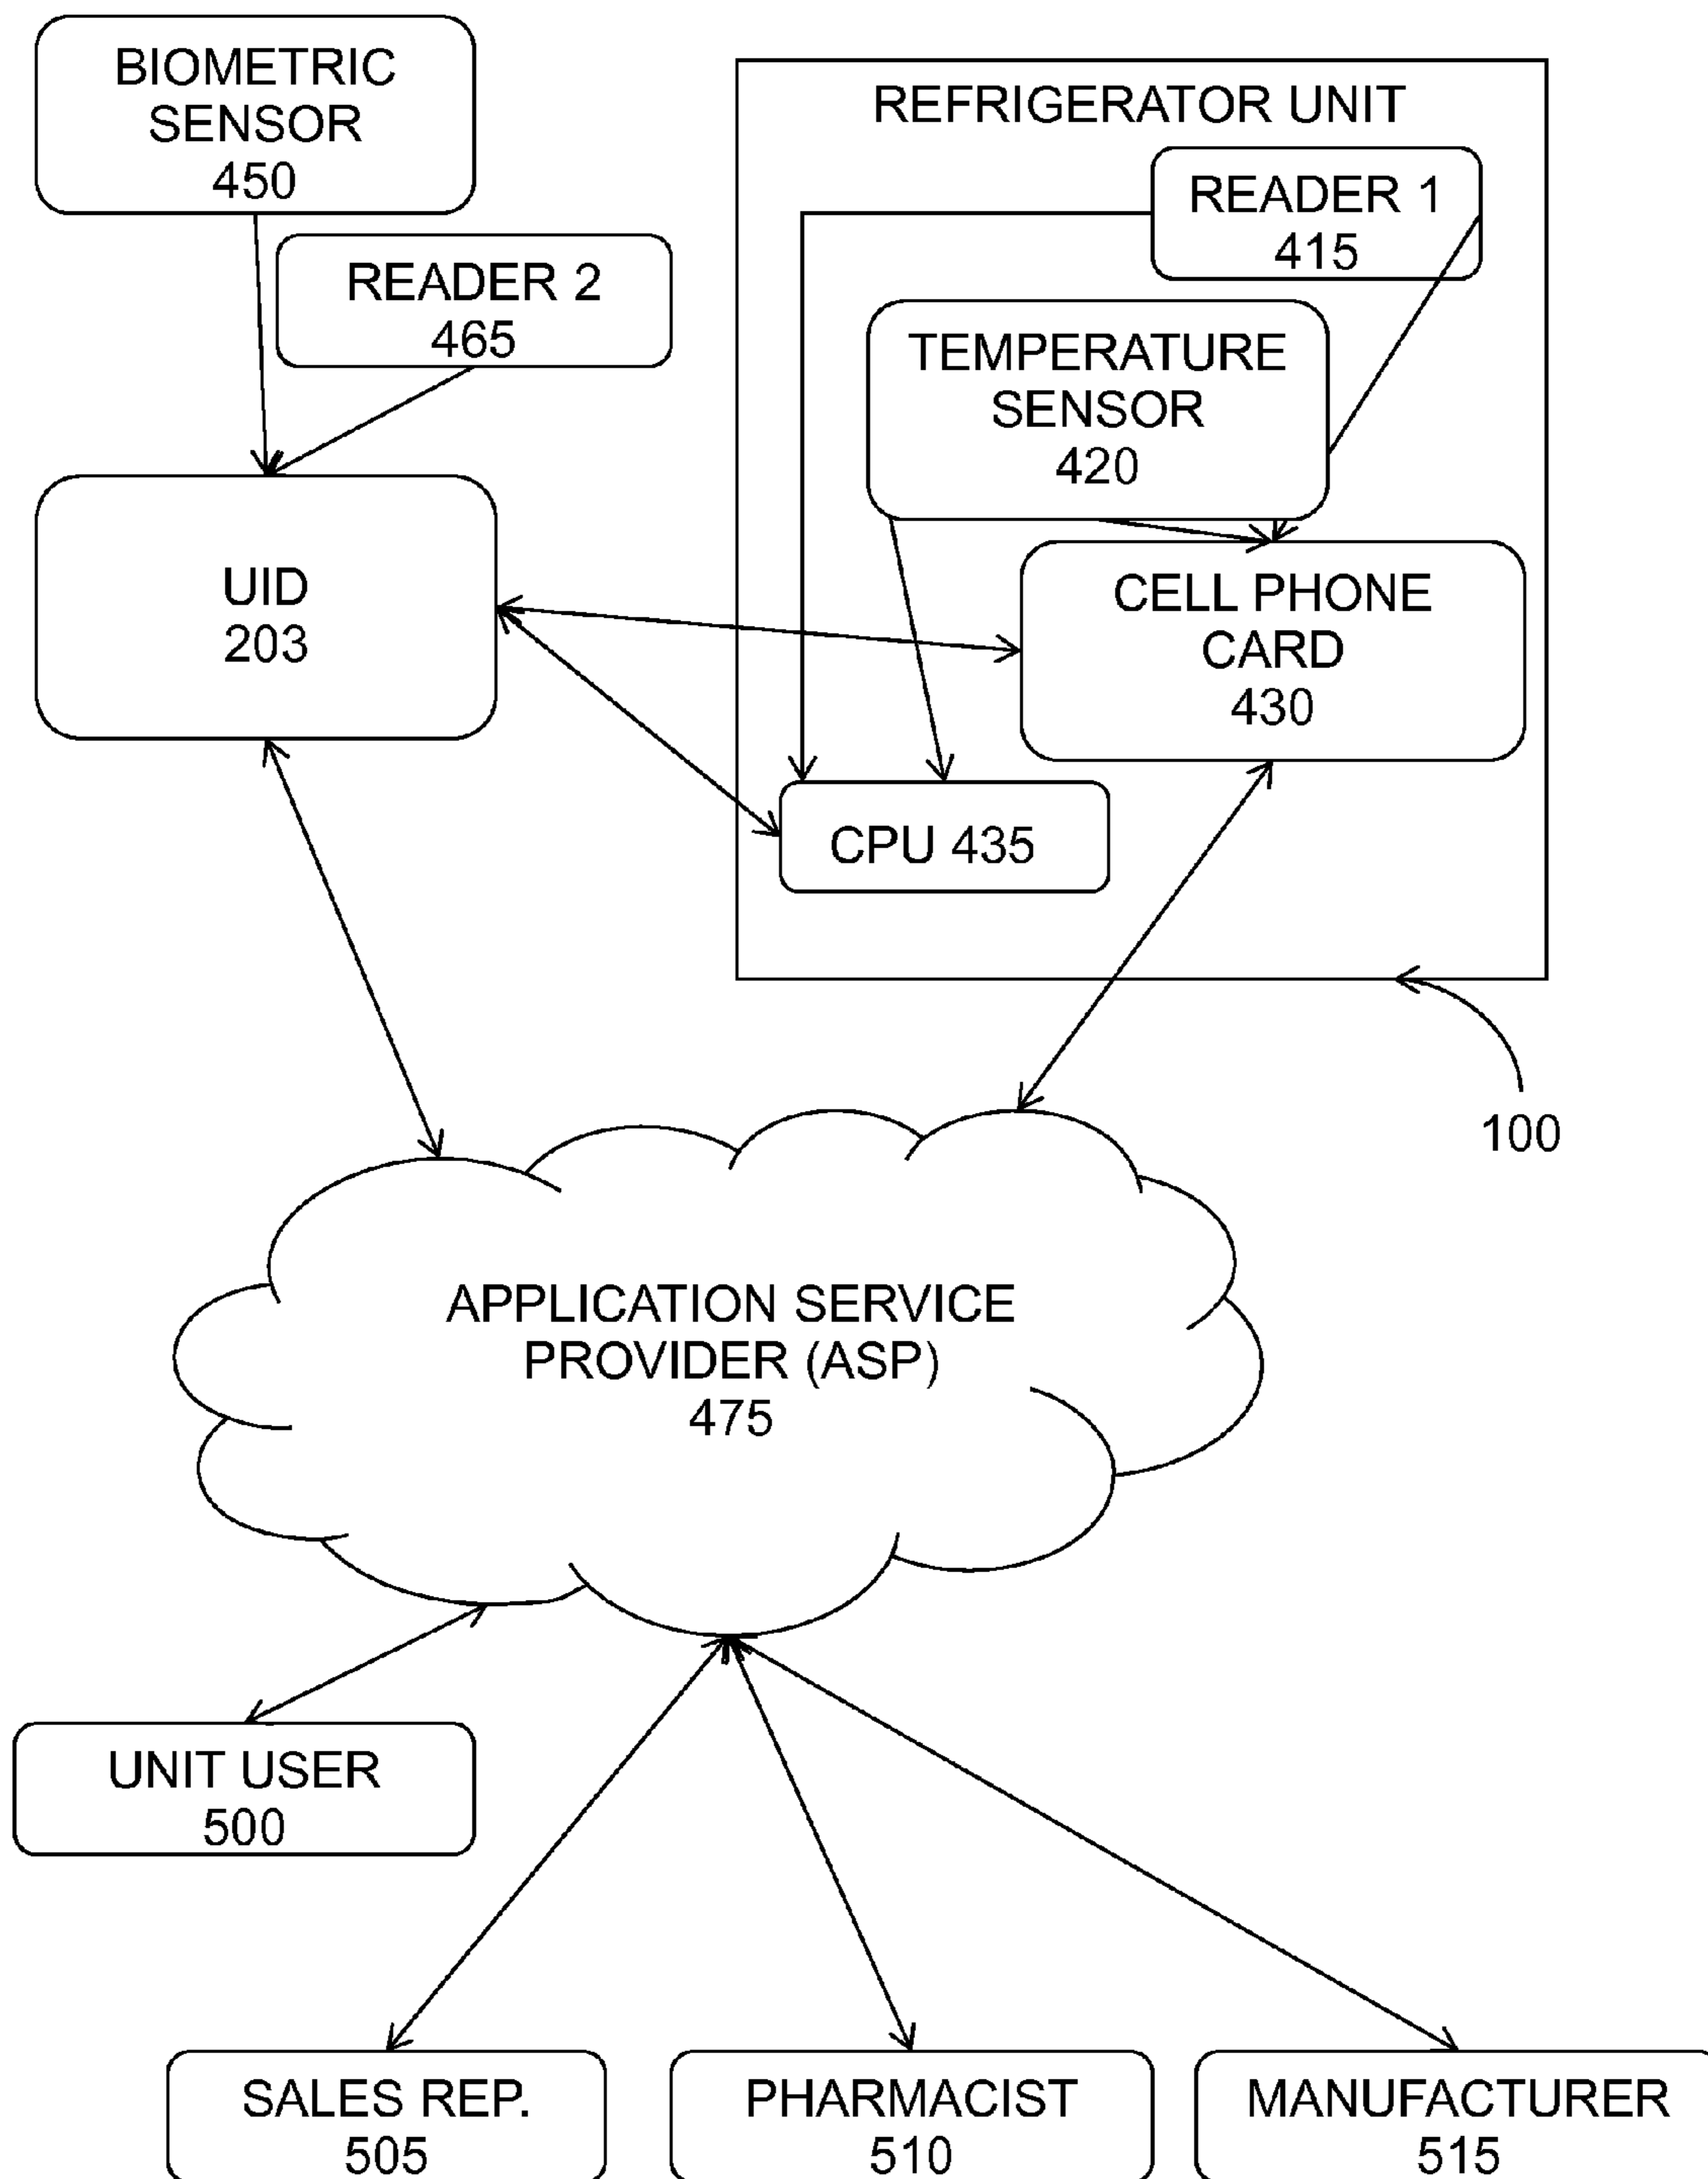 BIOMETRIC
SENSOR
450
REFRIGERATOR UNIT
READER 1
415
READER 2
465
TEMPERATURE
SENSOR
420
UID
203
CELL PHONE
CARD
430
CPU 435
100
APPLICATION SERVICE
PROVIDER (ASP)
475
UNIT USER
500
SALES REP.
505
PHARMACIST
510
MANUFACTURER
515